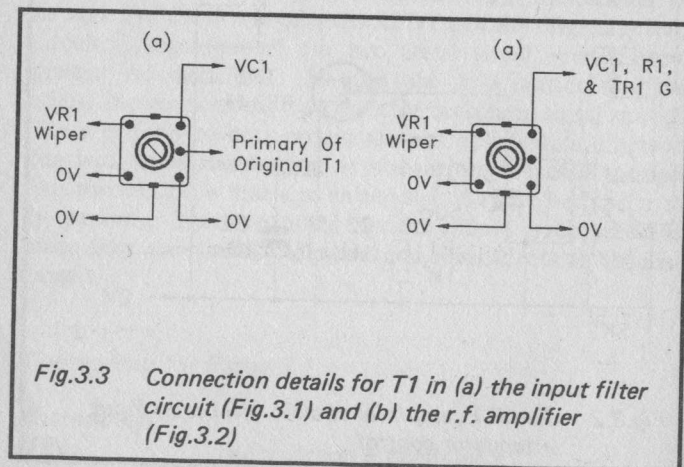 (a)
VC1
VR1
Wiper
Primary Of
Original T1
0V
0V
0V
(a)
VC1, R1,
& TR1 G
VR1
Wiper
0V
0V
0V
Fig.3.3 Connection details for T1 in (a) the input filter
circuit (Fig.3.1) and (b) the r.f. amplifier
(Fig.3.2)